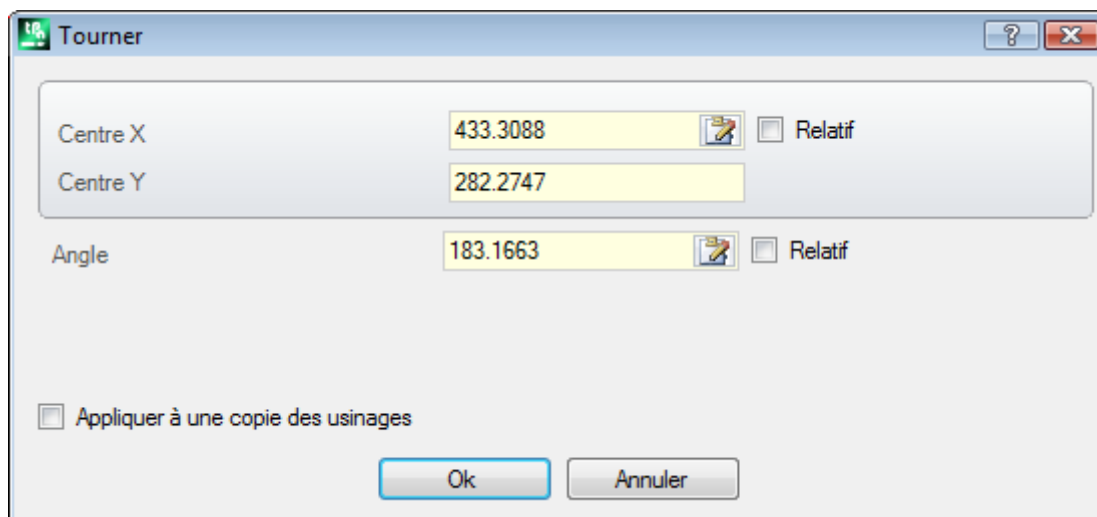 Tourner
Centre X 433.3088 Relatif
Centre Y 282.2747
Angle 183.1663 Relatif
Appliquer à une copie des usinages
Ok Annuler